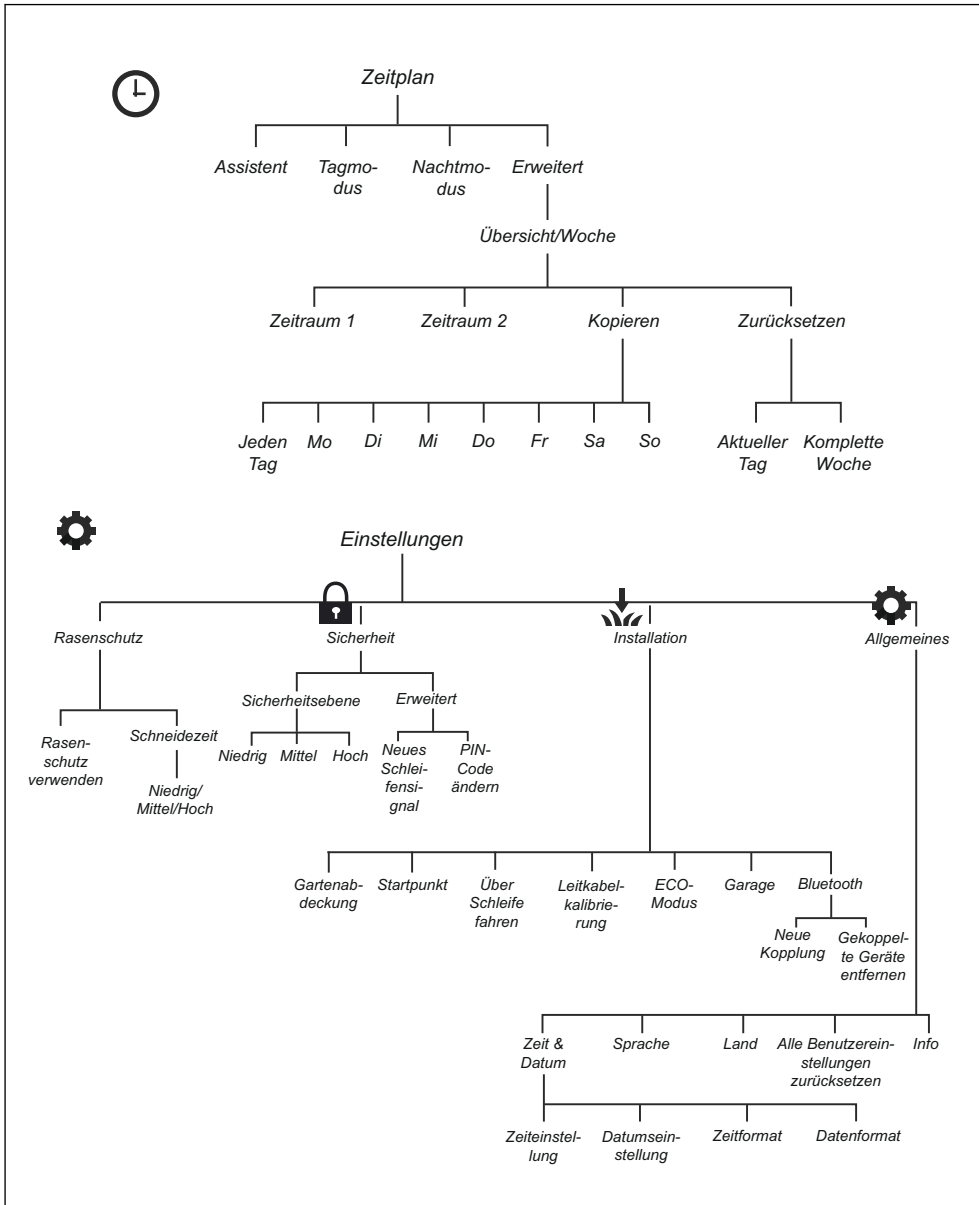 Zeitplan
Assistent
Tagmo-
dus
Nachtmo-
dus
Erweitert
Übersicht/Woche
Zeitraum 1
Zeitraum 2
Kopieren
Zurücksetzen
Jeden
Tag
Mo
Di
Mi
Do
Fr
Sa
So
Aktueller
Tag
Komplette
Woche
Einstellungen
Rasenschutz
Sicherheit
Installation
Allgemeines
Rasen-
schutz
verwenden
Schneidezeit
Niedrig/
Mittel/Hoch
Sicherheitsebene
Erweitert
Niedrig
Mittel
Hoch
Neues
Schlei-
fensi-
gnal
PIN-
Code
ändern
Gartenab-
deckung
Startpunkt
Über
Schleife
fahren
Leitkabel-
kalibrie-
rung
ECO-
Modus
Garage
Bluetooth
Neue
Kopplung
Gekoppel-
te Geräte
entfernen
Zeit &
Datum
Sprache
Land
Alle Benutzerein-
stellungen
zurücksetzen
Info
Zeiteinstel-
lung
Datumsein-
stellung
Zeitformat
Datenformat